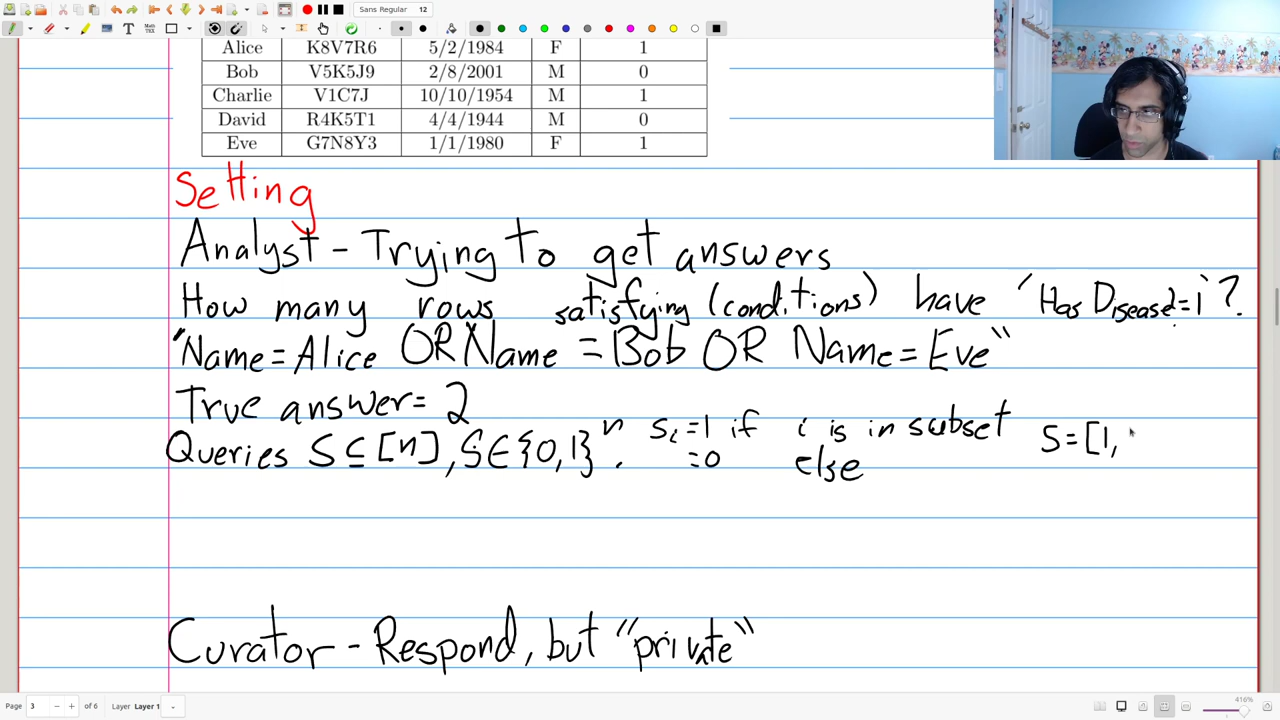 Sans Regular 12
Alice K8V7R6 5/2/1984 F 1
Bob V5K5J9 2/8/2001 M 0
Charlie V1C7J 10/10/1954 M 1
David R4K5T1 4/4/1944 M 0
Eve G7N8Y3 1/1/1980 F 1
Setting
Analyst - Trying to get answers
How many rows satisfying (conditions) have 'Has Disease?=1'?
"Name=Alice OR Name=Bob OR Name=Eve"
True answer=2
Queries S⊆[n], S∈{0,1}ⁿ. sᵢ=1 if i is in subset S=[1,
=0 else
Curator - Respond, but "private"
Page 3 of 6 Layer Layer 1 416%